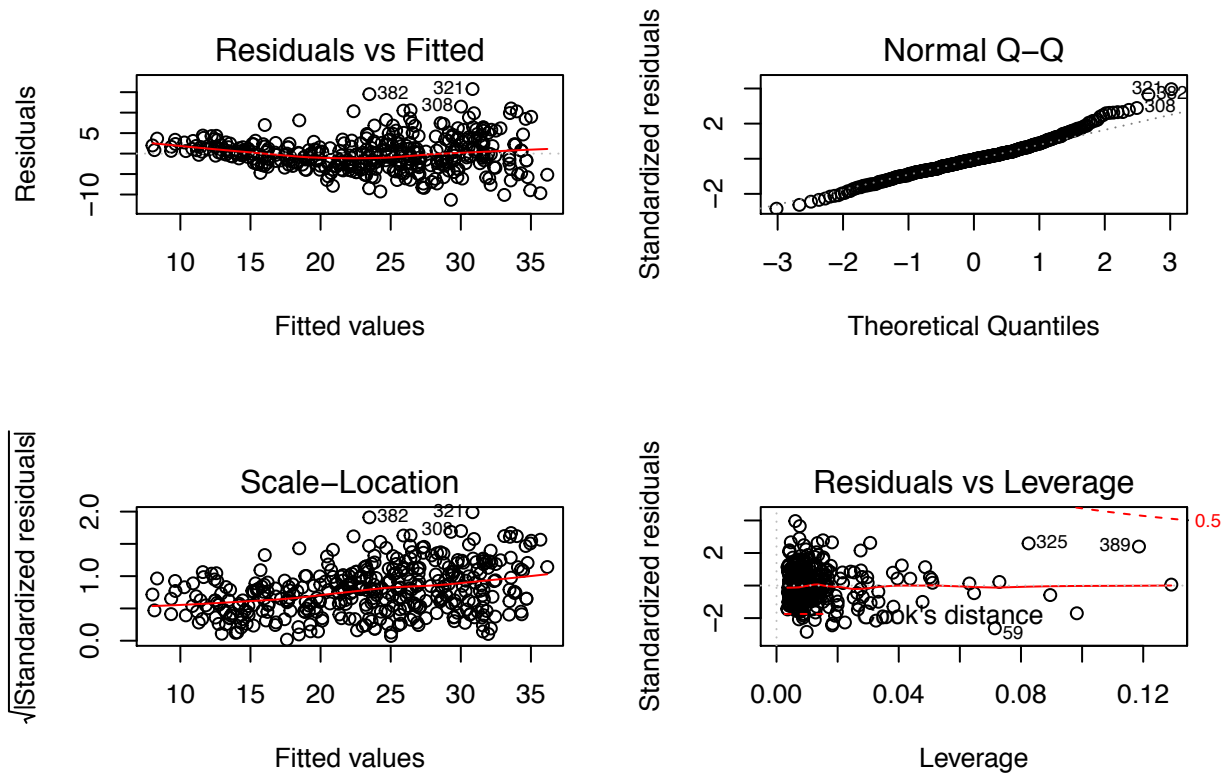 Residuals vs Fitted
Residuals
5
−10
382
321
308
10 15 20 25 30 35
Fitted values
Normal Q−Q
Standardized residuals
2
−2
321
382
308
−3 −2 −1 0 1 2 3
Theoretical Quantiles
Scale−Location
√|Standardized residuals|
2.0
1.0
0.0
382
321
308
10 15 20 25 30 35
Fitted values
Residuals vs Leverage
Standardized residuals
2
−2
0.5
325
389
distance
59
0.00 0.04 0.08 0.12
Leverage